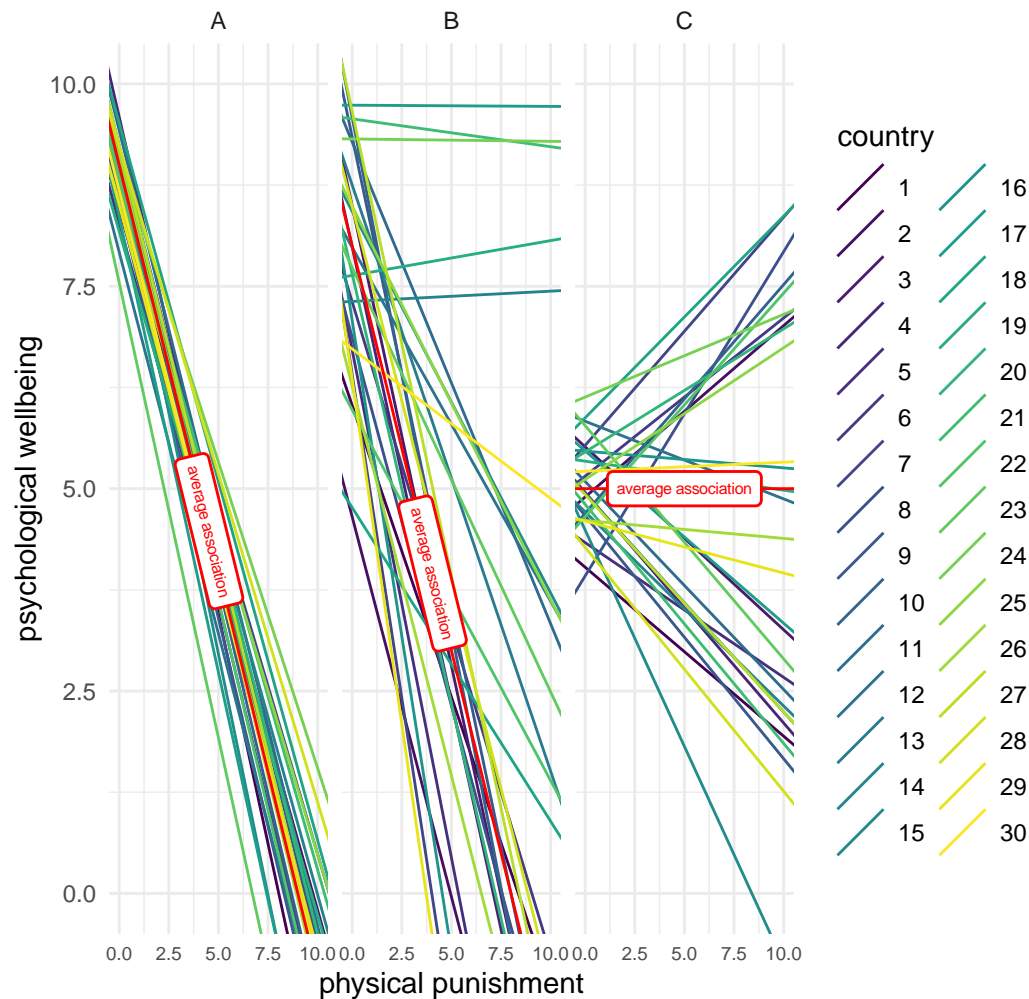 A B C
psychological wellbeing
10.0
7.5
5.0
2.5
0.0
average association
average association
average association
0.0 2.5 5.0 7.5 10.0 0.0 2.5 5.0 7.5 10.0 0.0 2.5 5.0 7.5 10.0
physical punishment
country
1 16
2 17
3 18
4 19
5 20
6 21
7 22
8 23
9 24
10 25
11 26
12 27
13 28
14 29
15 30